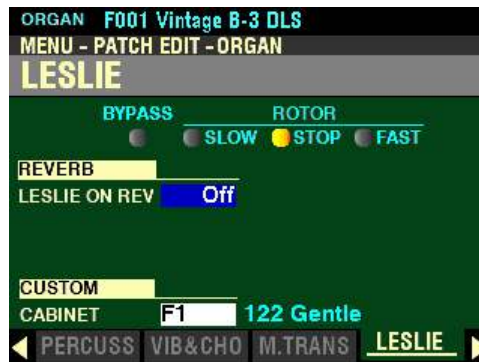 ORGAN F001 Vintage B-3 DLS
MENU - PATCH EDIT - ORGAN
LESLIE
BYPASS ROTOR
SLOW STOP FAST
REVERB
LESLIE ON REV Off
CUSTOM
CABINET F1 122 Gentle
PERCUSS VIB&CHO M.TRANS LESLIE